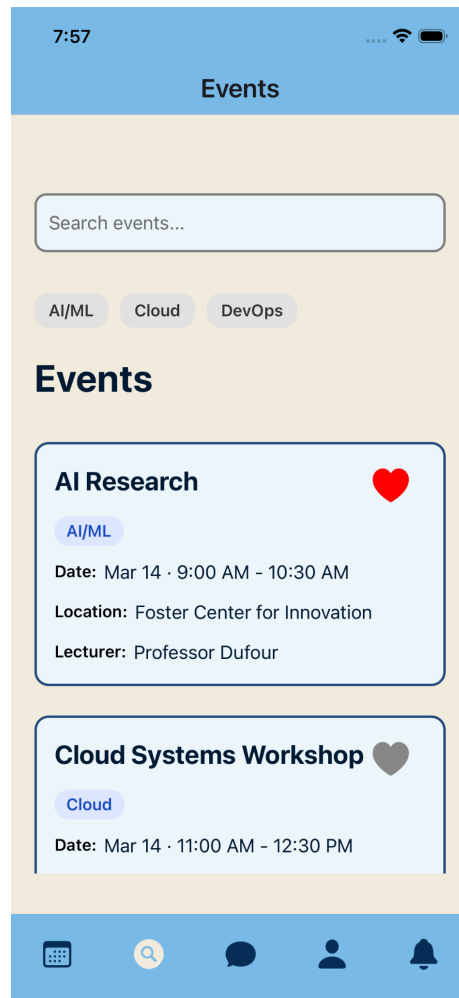 7:57
Events
Search events...
AI/ML Cloud DevOps
Events
AI Research
AI/ML
Date: Mar 14 · 9:00 AM - 10:30 AM
Location: Foster Center for Innovation
Lecturer: Professor Dufour
Cloud Systems Workshop
Cloud
Date: Mar 14 · 11:00 AM - 12:30 PM